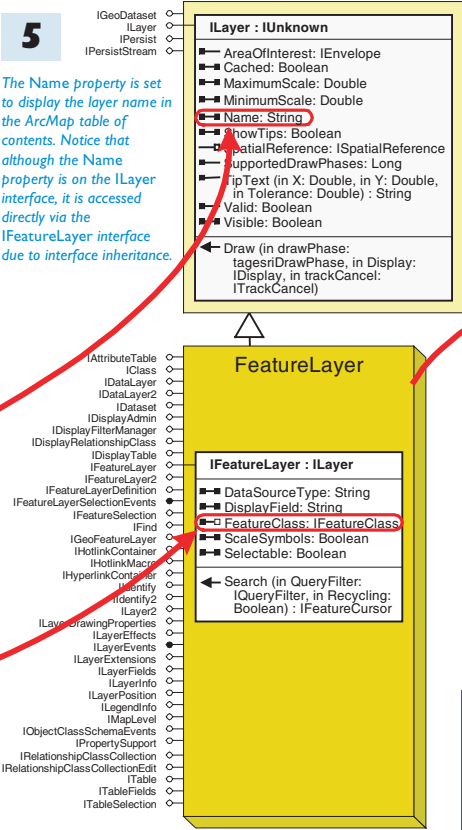 IGeoDataset
ILayer
IPersist
IPersistStream
5
The Name property is set
to display the layer name in
the ArcMap table of
contents. Notice that
although the Name
property is on the ILayer
interface, it is accessed
directly via the
IFeatureLayer interface
due to interface inheritance.
ILayer : IUnknown
AreaOfInterest: IEnvelope
Cached: Boolean
MaximumScale: Double
MinimumScale: Double
Name: String
ShowTips: Boolean
SpatialReference: ISpatialReference
SupportedDrawPhases: Long
TipText (in X: Double, in Y: Double,
in Tolerance: Double) : String
Valid: Boolean
Visible: Boolean
Draw (in drawPhase:
tagesriDrawPhase, in Display:
IDisplay, in trackCancel:
ITrackCancel)
FeatureLayer
IAttributeTable
IClass
IDataLayer
IDataLayer2
IDataset
IDisplayAdmin
IDisplayFilterManager
IDisplayRelationshipClass
IDisplayTable
IFeatureLayer
IFeatureLayer2
IFeatureLayerDefinition
IFeatureLayerSelectionEvents
IFeatureSelection
IFind
IGeoFeatureLayer
IHotlinkContainer
IHotlinkMacro
IHyperlinkContainer
IIdentify
IIdentify2
ILayer2
ILayerDrawingProperties
ILayerEffects
ILayerEvents
ILayerExtensions
ILayerFields
ILayerInfo
ILayerPosition
ILegendInfo
IMapLevel
IObjectClassSchemaEvents
IPropertySupport
IRelationshipClassCollection
IRelationshipClassCollectionEdit
ITable
ITableFields
ITableSelection
IFeatureLayer : ILayer
DataSourceType: String
DisplayField: String
FeatureClass: IFeatureClass
ScaleSymbols: Boolean
Selectable: Boolean
Search (in QueryFilter:
IQueryFilter, in Recycling:
Boolean) : IFeatureCursor